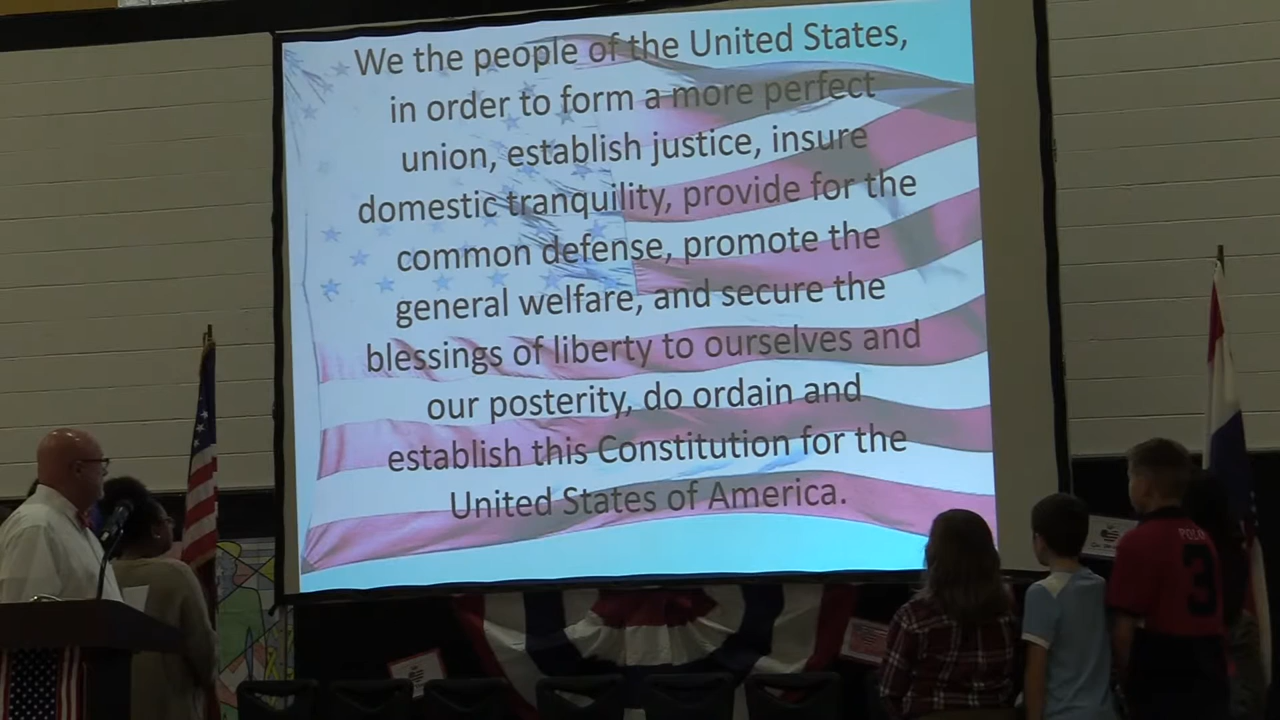 We the people of the United States,
in order to form a more perfect
union, establish justice, insure
domestic tranquility, provide for the
common defense, promote the
general welfare, and secure the
blessings of liberty to ourselves and
our posterity, do ordain and
establish this Constitution for the
United States of America.
POLO
3